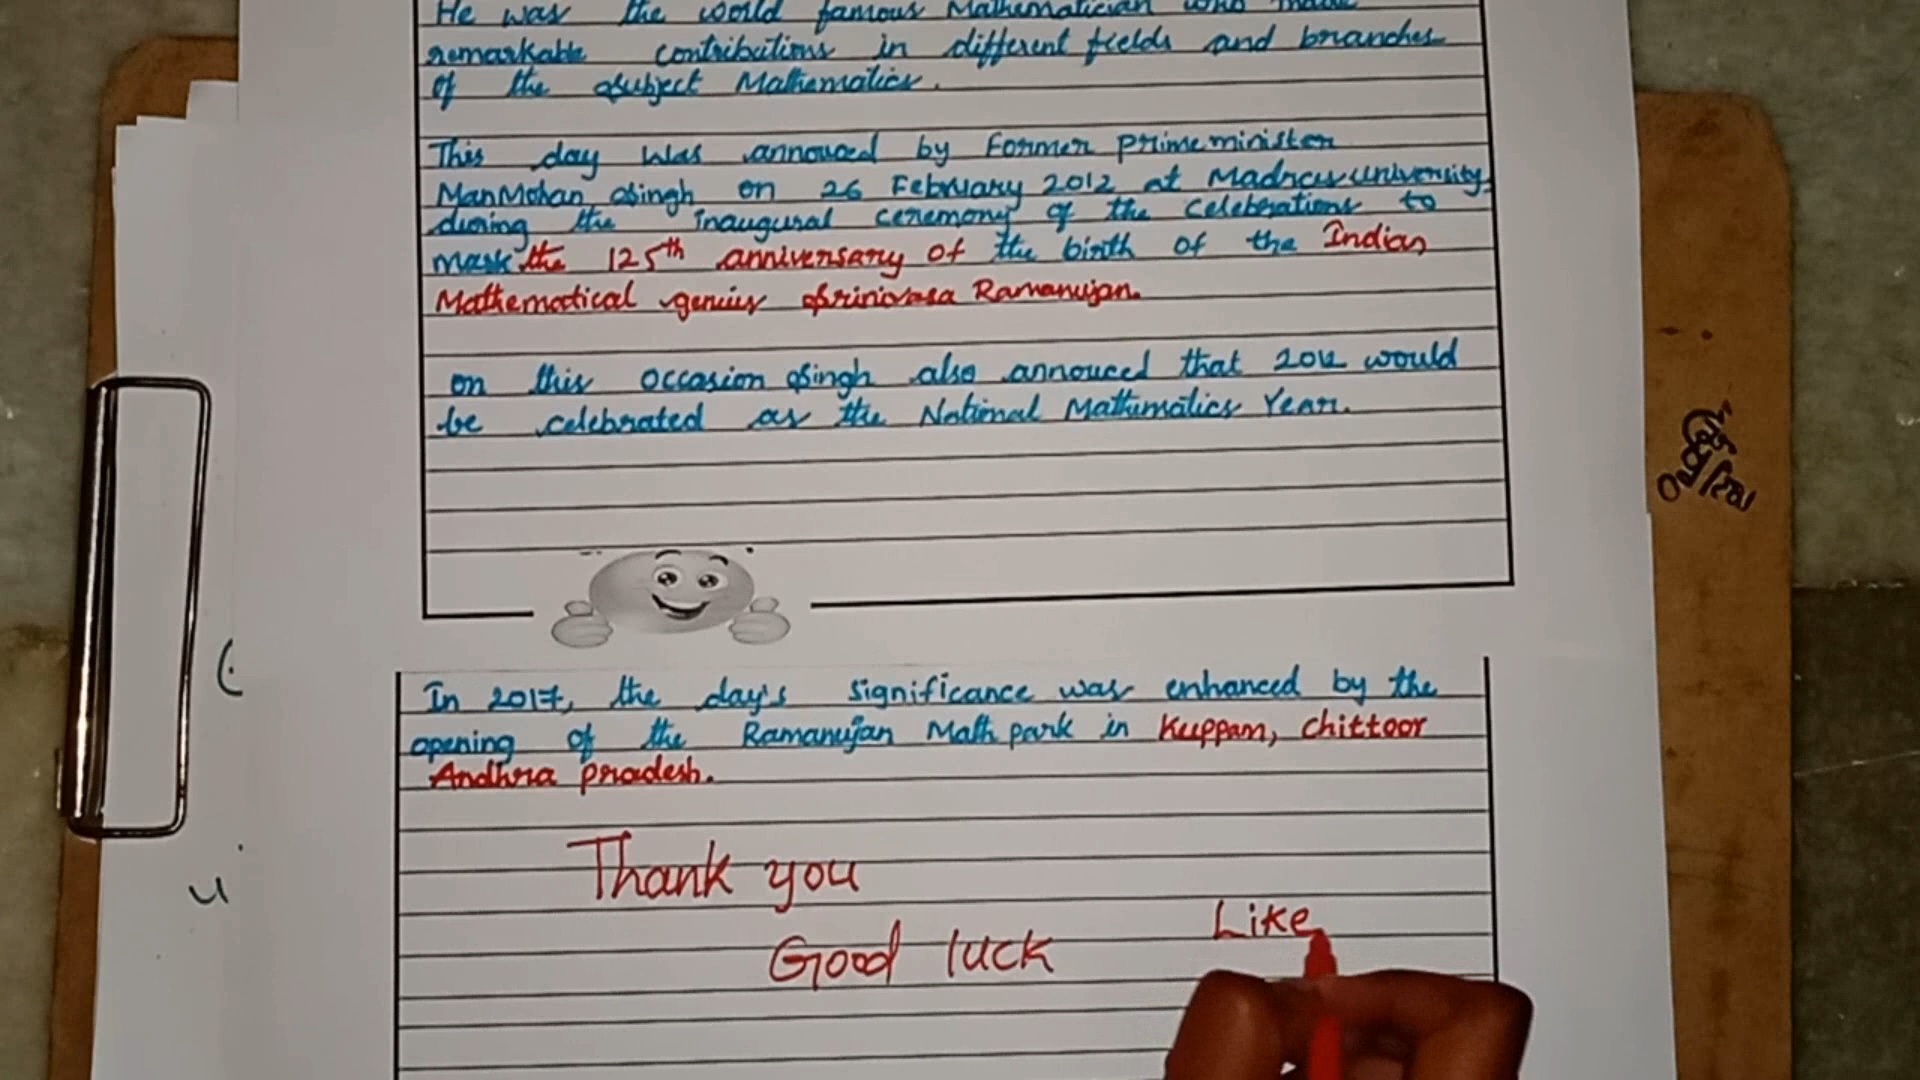 He was the world famous Mathematician who made
remarkable contributions in different fields and branches
of the subject Mathematics.
This day was annouced by Former prime minister
ManMohan Singh on 26 February 2012 at Madras university,
during the inaugural ceremony of the celebrations to
mark the 125th anniversary of the birth of the Indian
Mathematical genius Srinivasa Ramanujan.
on this occasion Singh also annouced that 2012 would
be celebrated as the National Mathematics Year.
In 2017, the day's significance was enhanced by the
opening of the Ramanujan Math park in Kuppam, Chittoor
Andhra pradesh.
Thank you
Good luck
Like